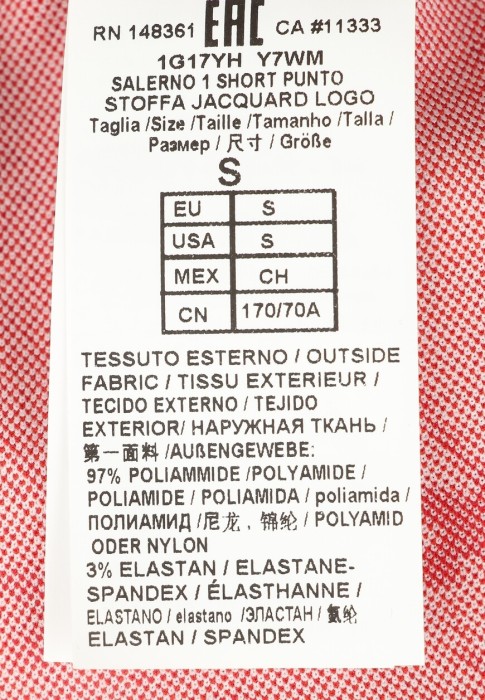 RN 148361 EAC CA #11333
1G17YH Y7WM
SALERNO 1 SHORT PUNTO
STOFFA JACQUARD LOGO
Taglia /Size /Taille /Tamanho /Talla /
Размер / 尺寸 / Größe
S
EU S
USA S
MEX CH
CN 170/70A
TESSUTO ESTERNO / OUTSIDE
FABRIC / TISSU EXTERIEUR /
TECIDO EXTERNO / TEJIDO
EXTERIOR/ НАРУЖНАЯ ТКАНЬ /
第一面料 /AUßENGEWEBE:
97% POLIAMMIDE /POLYAMIDE /
POLIAMIDE / POLIAMIDA / poliamida /
ПОЛИАМИД /尼龙 , 锦纶 / POLYAMID
ODER NYLON
3% ELASTAN / ELASTANE-
SPANDEX / ÉLASTHANNE /
ELASTANO / elastano /ЭЛАСТАН / 氨纶
ELASTAN / SPANDEX